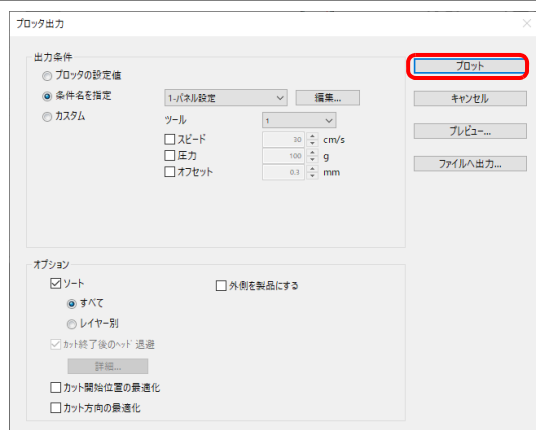 プロッタ出力
出力条件
プロッタの設定値
条件名を指定
1-パネル設定
編集...
カスタム
ツール
1
スピード
30
cm/s
圧力
100
g
オフセット
0.3
mm
プロット
キャンセル
プレビュー...
ファイルへ出力...
オプション
ソート
外側を製品にする
すべて
レイヤー別
カット終了後のヘッド退避
詳細...
カット開始位置の最適化
カット方向の最適化